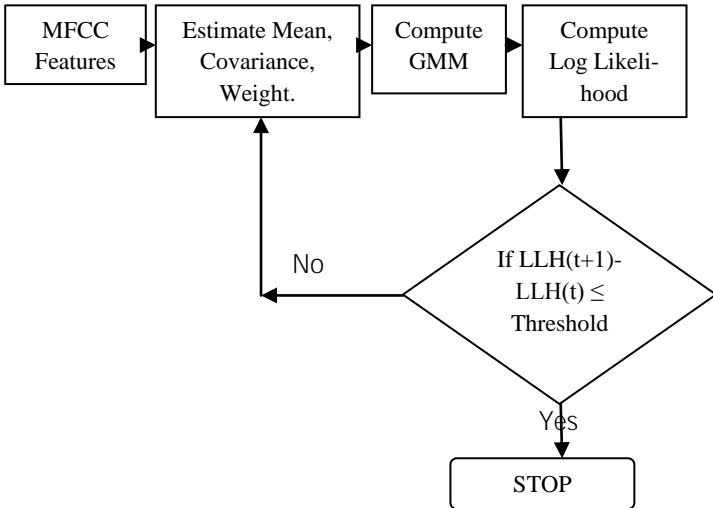 MFCC
Features
Estimate Mean,
Covariance,
Weight.
Compute
GMM
Compute
Log Likeli-
hood
If LLH(t+1)-
LLH(t) ≤
Threshold
No
Yes
STOP